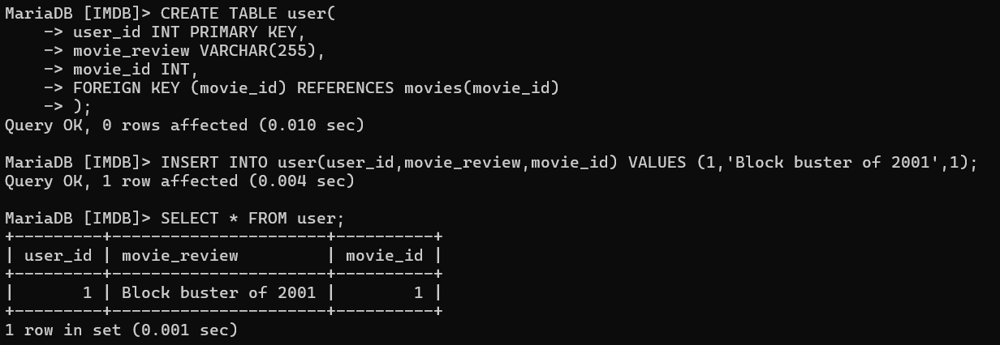 MariaDB [IMDB]> CREATE TABLE user(
    -> user_id INT PRIMARY KEY,
    -> movie_review VARCHAR(255),
    -> movie_id INT,
    -> FOREIGN KEY (movie_id) REFERENCES movies(movie_id)
    -> );
Query OK, 0 rows affected (0.010 sec)

MariaDB [IMDB]> INSERT INTO user(user_id,movie_review,movie_id) VALUES (1,'Block buster of 2001',1);
Query OK, 1 row affected (0.004 sec)

MariaDB [IMDB]> SELECT * FROM user;
+---------+----------------------+----------+
| user_id | movie_review         | movie_id |
+---------+----------------------+----------+
|       1 | Block buster of 2001 |        1 |
+---------+----------------------+----------+
1 row in set (0.001 sec)